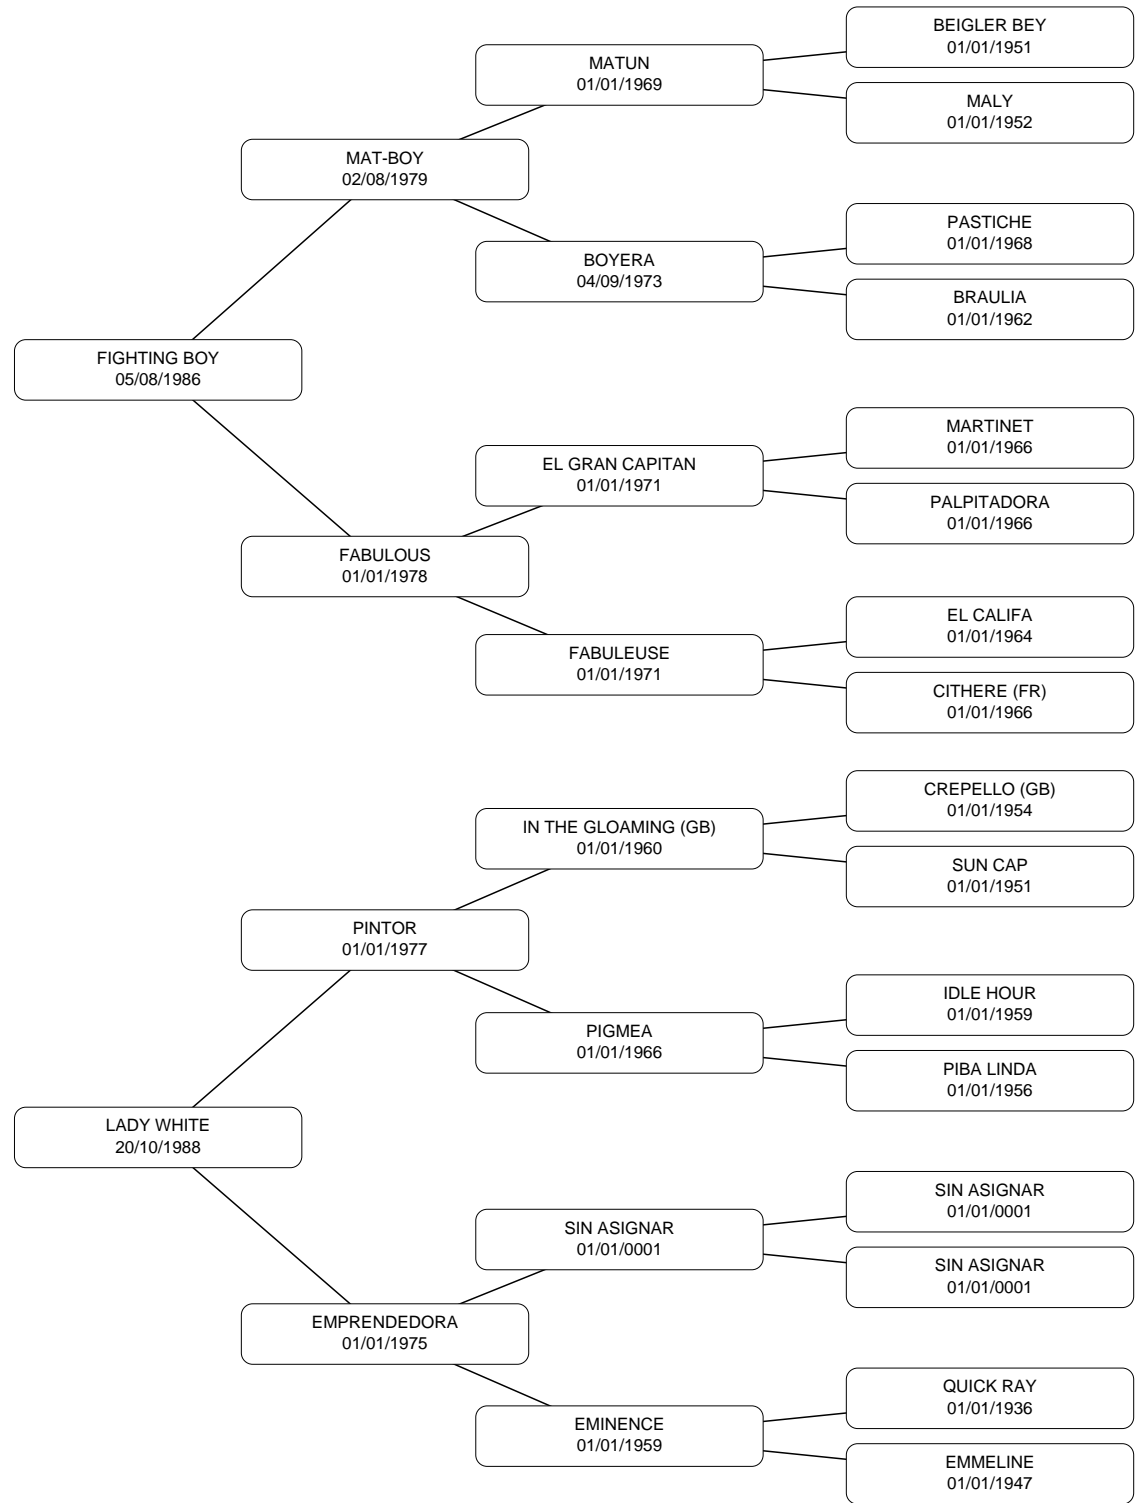 BEIGLER BEY
01/01/1951
MATUN
01/01/1969
MALY
01/01/1952
MAT-BOY
02/08/1979
PASTICHE
01/01/1968
BOYERA
04/09/1973
BRAULIA
01/01/1962
FIGHTING BOY
05/08/1986
MARTINET
01/01/1966
EL GRAN CAPITAN
01/01/1971
PALPITADORA
01/01/1966
FABULOUS
01/01/1978
EL CALIFA
01/01/1964
FABULEUSE
01/01/1971
CITHERE (FR)
01/01/1966
CREPELLO (GB)
01/01/1954
IN THE GLOAMING (GB)
01/01/1960
SUN CAP
01/01/1951
PINTOR
01/01/1977
IDLE HOUR
01/01/1959
PIGMEA
01/01/1966
PIBA LINDA
01/01/1956
LADY WHITE
20/10/1988
SIN ASIGNAR
01/01/0001
SIN ASIGNAR
01/01/0001
SIN ASIGNAR
01/01/0001
EMPRENDEDORA
01/01/1975
QUICK RAY
01/01/1936
EMINENCE
01/01/1959
EMMELINE
01/01/1947